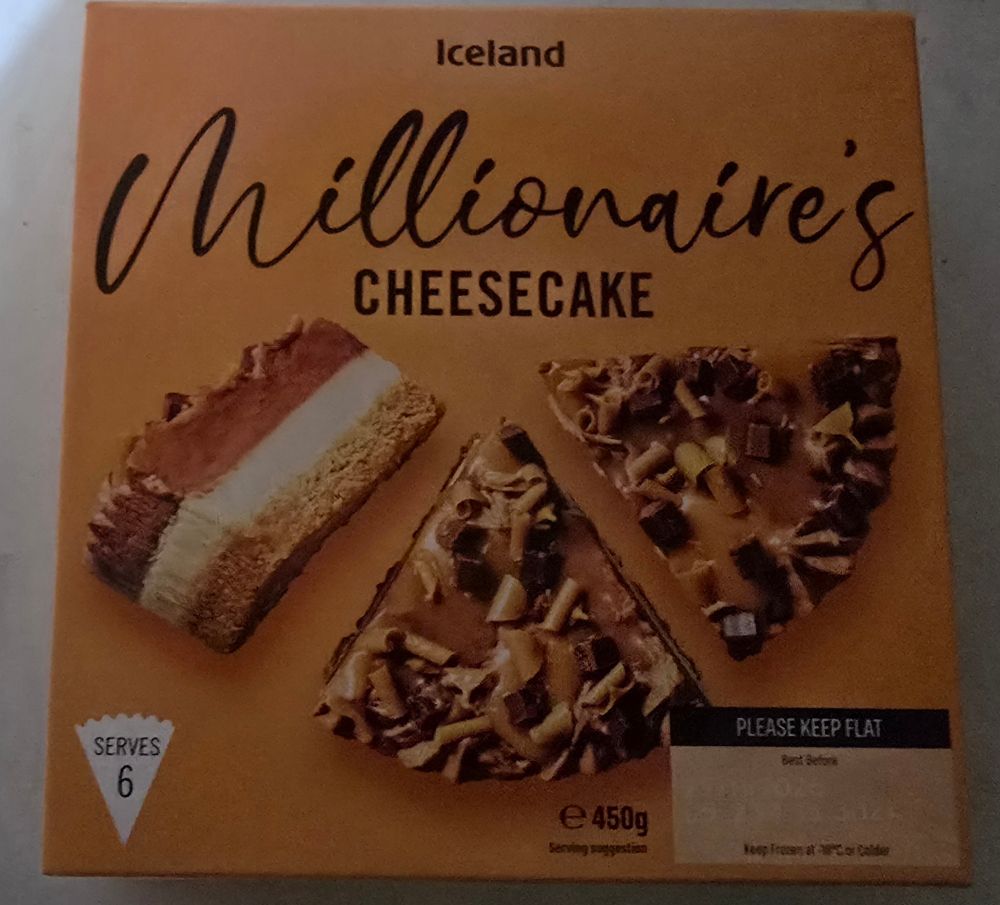 Iceland
Millionaire's
CHEESECAKE
SERVES
6
PLEASE KEEP FLAT
Best Before
℮ 450g
Serving suggestion
Keep Frozen at -18°C or Colder